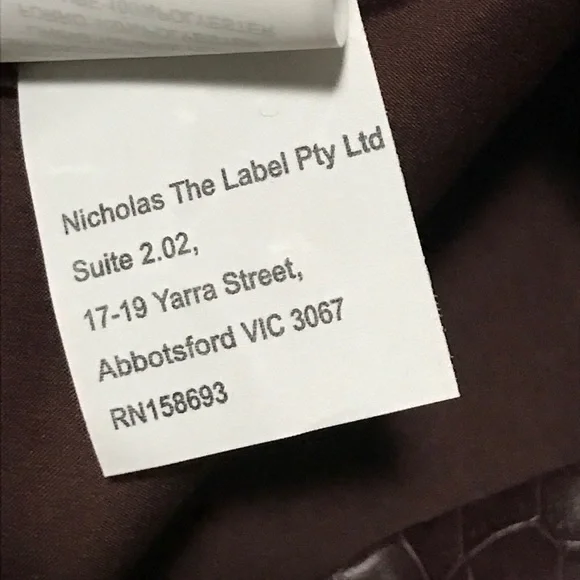 Nicholas The Label Pty Ltd
Suite 2.02,
17-19 Yarra Street,
Abbotsford VIC 3067
RN158693